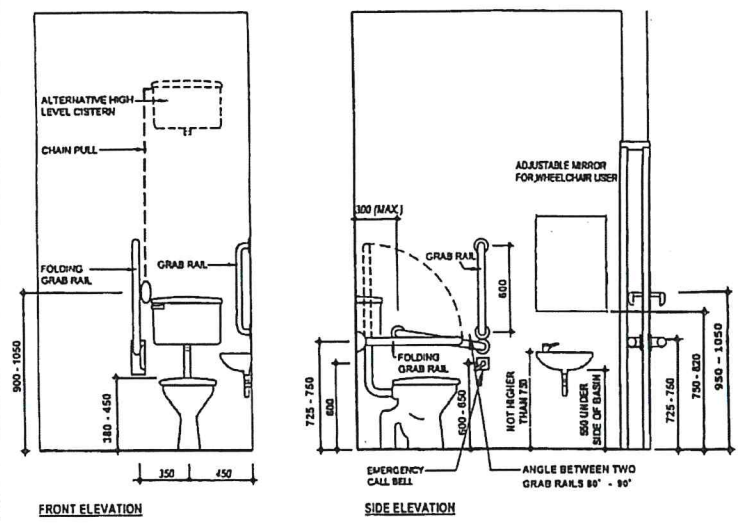 ALTERNATIVE HIGH
LEVEL CISTERN
CHAIN PULL
FOLDING
GRAB RAIL
GRAB RAIL
900 - 1050
380 - 450
350
450
FRONT ELEVATION
300 (MAX.)
ADJUSTABLE MIRROR
FOR WHEELCHAIR USER
GRAB RAIL
600
FOLDING
GRAB RAIL
725 - 750
600
600 - 650
NOT HIGHER
THAN 750
550 UNDER
SIDE OF BASIN
725 - 750
750 - 820
950 - 1050
EMERGENCY
CALL BELL
ANGLE BETWEEN TWO
GRAB RAILS 80° - 90°
SIDE ELEVATION